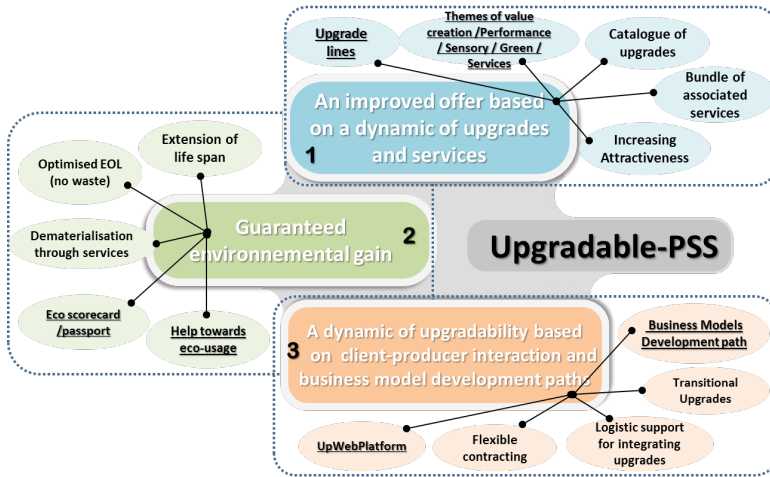 Upgrade
lines
Themes of value
creation /Performance
/ Sensory / Green /
Services
Catalogue of
upgrades
Bundle of
associated
services
Increasing
Attractiveness
An improved offer based
on a dynamic of upgrades
and services
1
Extension of
life span
Optimised EOL
(no waste)
Dematerialisation
through services
Eco scorecard
/passport
Help towards
eco-usage
Guaranteed
environnemental gain
2
Upgradable-PSS
3
A dynamic of upgradability based
on client-producer interaction and
business model development paths
Business Models
Development path
Transitional
Upgrades
Logistic support
for integrating
upgrades
Flexible
contracting
UpWebPlatform